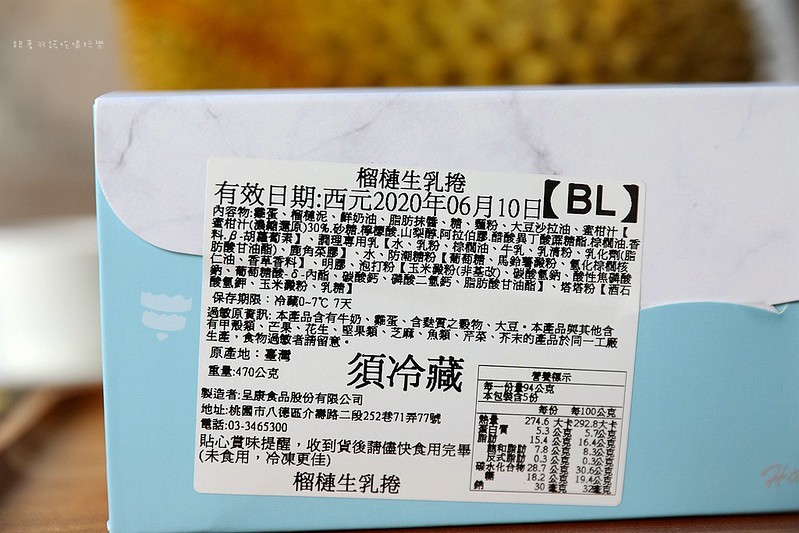 跟著羽諾吃喝玩樂
榴槤生乳捲
有效日期:西元2020年06月10日【BL】
內容物:雞蛋、榴槤泥、鮮奶油、脂肪抹醬、糖、麵粉、大豆沙拉油、蜜柑汁【
蜜柑汁(濃縮還原)30%,砂糖,檸檬酸,山梨醇,阿拉伯膠,醋酸異丁酸蔗糖酯,棕櫚油,香
料,β-胡蘿蔔素】、調理專用乳【水、乳粉、棕櫚油、牛乳、乳清粉、乳化劑(脂
肪酸甘油酯)、鹿角菜膠】、水、防潮糖粉【葡萄糖、馬鈴薯澱粉、氫化棕櫚核
仁油、香草香料】、明膠、泡打粉【玉米澱粉(非基改)、碳酸氫鈉、酸性焦磷酸
鈉、葡萄糖酸-δ-內酯、碳酸鈣、磷酸二氫鈣、脂肪酸甘油酯】、塔塔粉【酒石
酸氫鉀、玉米澱粉、乳糖】
保存期限：冷藏0~7℃ 7天
過敏原資訊: 本產品含有牛奶、雞蛋、含麩質之穀物、大豆。本產品與其他含
有甲殼類、芒果、花生、堅果類、芝麻、魚類、芹菜、芥末的產品於同一工廠
生產，食物過敏者請留意。
原產地：臺灣
重量:470公克
須冷藏
製造者:呈康食品股份有限公司
地址:桃園市八德區介壽路二段252巷71弄77號
電話:03-3465300
貼心賞味提醒，收到貨後請儘快食用完畢
(未食用，冷凍更佳)
榴槤生乳捲
營養標示
每一份量94公克
本包裝含5份
每份 每100公克
熱量 274.6 大卡 292.8大卡
蛋白質 5.3 公克 5.7公克
脂肪 15.4 公克 16.4公克
飽和脂肪 7.8 公克 8.3公克
反式脂肪 0.3 公克 0.3公克
碳水化合物 28.7 公克 30.6公克
糖 18.2 公克 19.4公克
鈉 30 毫克 32毫克